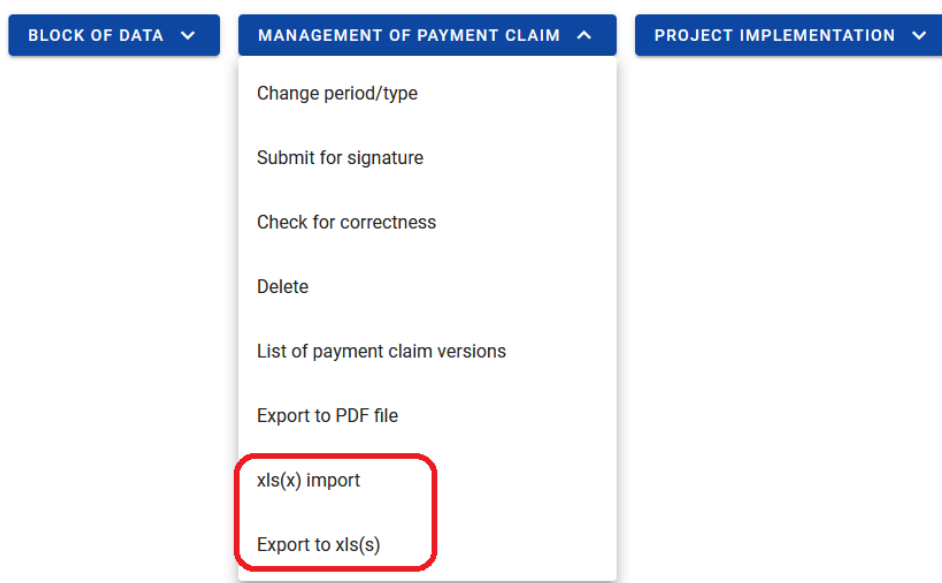 BLOCK OF DATA
MANAGEMENT OF PAYMENT CLAIM
PROJECT IMPLEMENTATION
Change period/type
Submit for signature
Check for correctness
Delete
List of payment claim versions
Export to PDF file
xls(x) import
Export to xls(s)